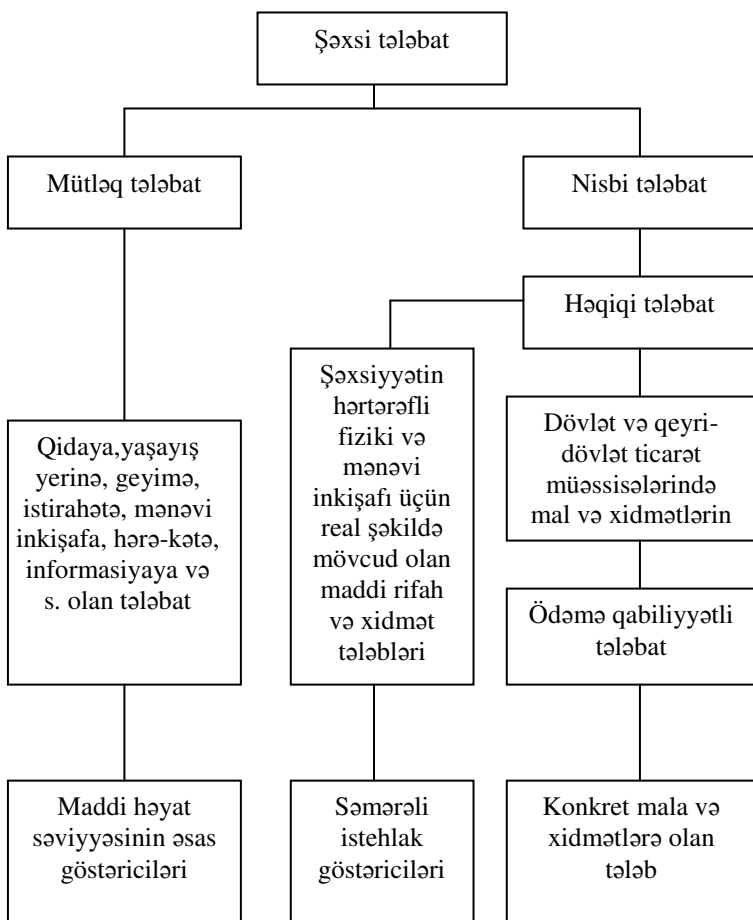 Şəxsi tələbat
Mütləq tələbat
Nisbi tələbat
Həqiqi tələbat
Şəxsiyyətin
hərtərəfli
fiziki və
mənəvi
inkişafı üçün
real şəkildə
mövcud olan
maddi rifah
və xidmət
tələbləri
Qidaya,yaşayış
yerinə, geyimə,
istirahətə, mənəvi
inkişafa, hərə-kətə,
informasiyaya və
s. olan tələbat
Dövlət və qeyri-
dövlət ticarət
müəssisələrində
mal və xidmətlərin
Ödəmə qabiliyyətli
tələbat
Maddi həyat
səviyyəsinin əsas
göstəriciləri
Səmərəli
istehlak
göstəriciləri
Konkret mala və
xidmətlərə olan
tələb